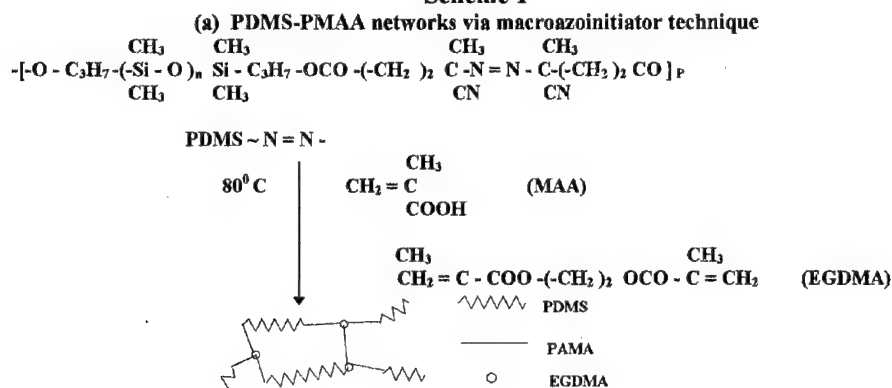 Scheme 1
(a) PDMS-PMAA networks via macroazoinitiator technique
CH₃ CH₃ CH₃ CH₃
-[-O - C₃H₇-(-Si - O)ₙ Si - C₃H₇ -OCO -(-CH₂ )₂ C -N = N - C-(-CH₂ )₂ CO ]ₚ
CH₃ CH₃ CN CN
PDMS ~ N = N -
CH₃
80⁰ C CH₂ = C (MAA)
COOH
CH₃ CH₃
CH₂ = C - COO -(-CH₂ )₂ OCO - C = CH₂ (EGDMA)
PDMS
PAMA
EGDMA